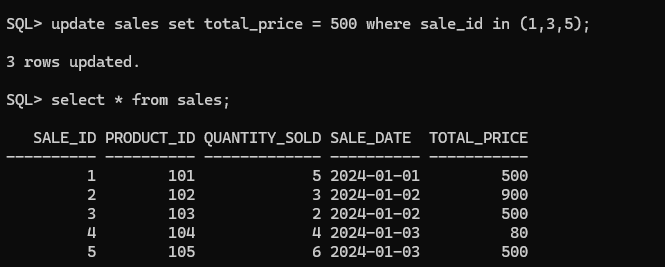 SQL> update sales set total_price = 500 where sale_id in (1,3,5);
3 rows updated.
SQL> select * from sales;
   SALE_ID PRODUCT_ID QUANTITY_SOLD SALE_DATE  TOTAL_PRICE
---------- ---------- ------------- ---------- -----------
         1        101             5 2024-01-01         500
         2        102             3 2024-01-02         900
         3        103             2 2024-01-02         500
         4        104             4 2024-01-03          80
         5        105             6 2024-01-03         500